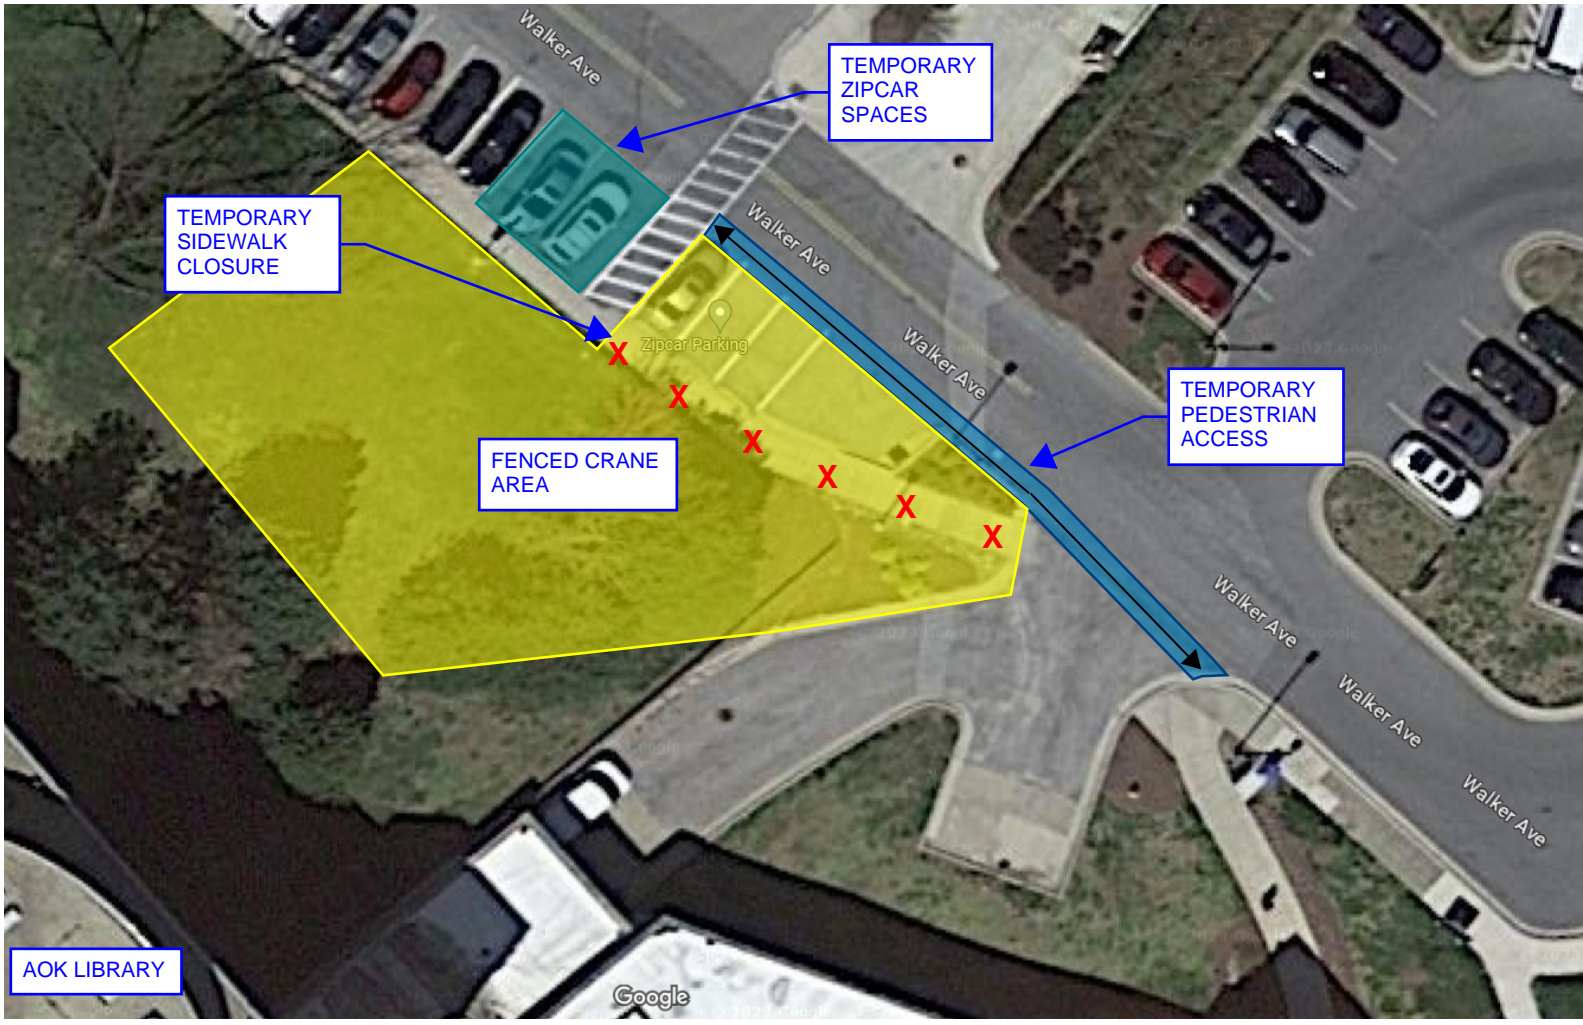 Walker Ave
TEMPORARY
ZIPCAR
SPACES
TEMPORARY
SIDEWALK
CLOSURE
Walker Ave
Zipcar Parking
X
X
X
X
X
X
Walker Ave
TEMPORARY
PEDESTRIAN
ACCESS
FENCED CRANE
AREA
Walker Ave
Walker Ave
Walker Ave
AOK LIBRARY
Google